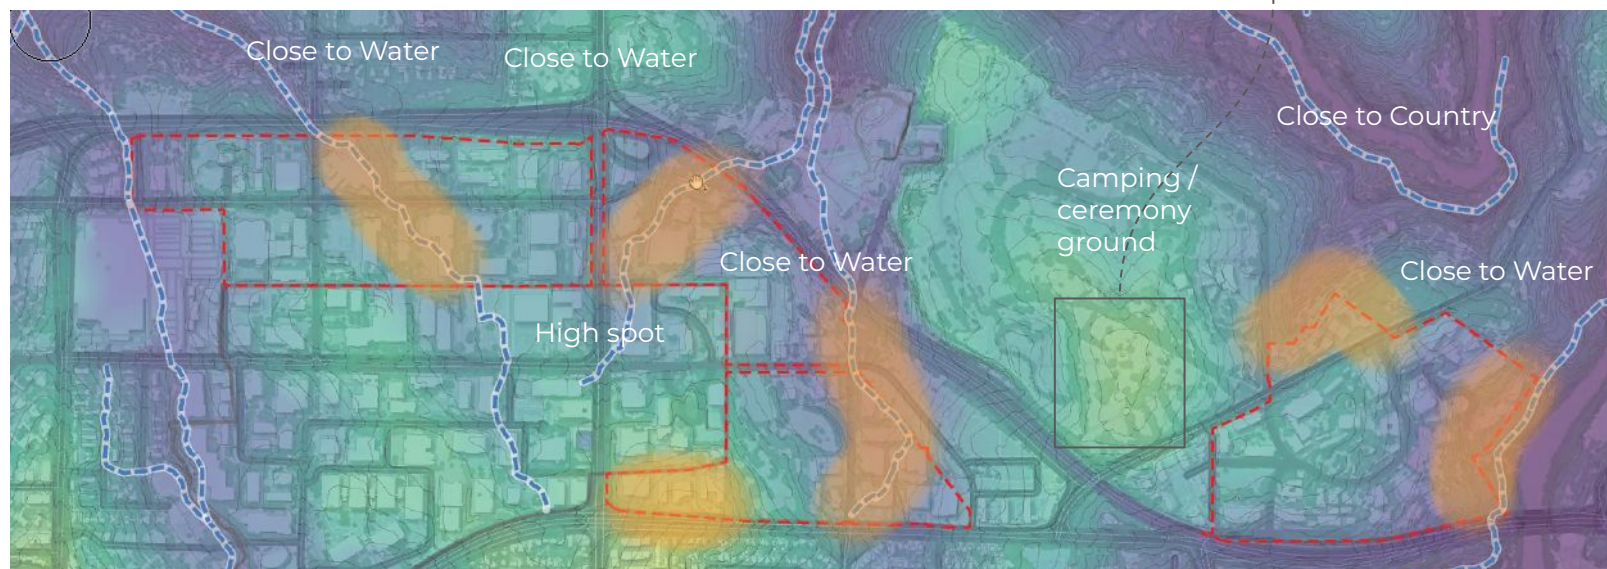 Close to Water
Close to Water
Close to Country
Camping /
ceremony
ground
Close to Water
Close to Water
High spot